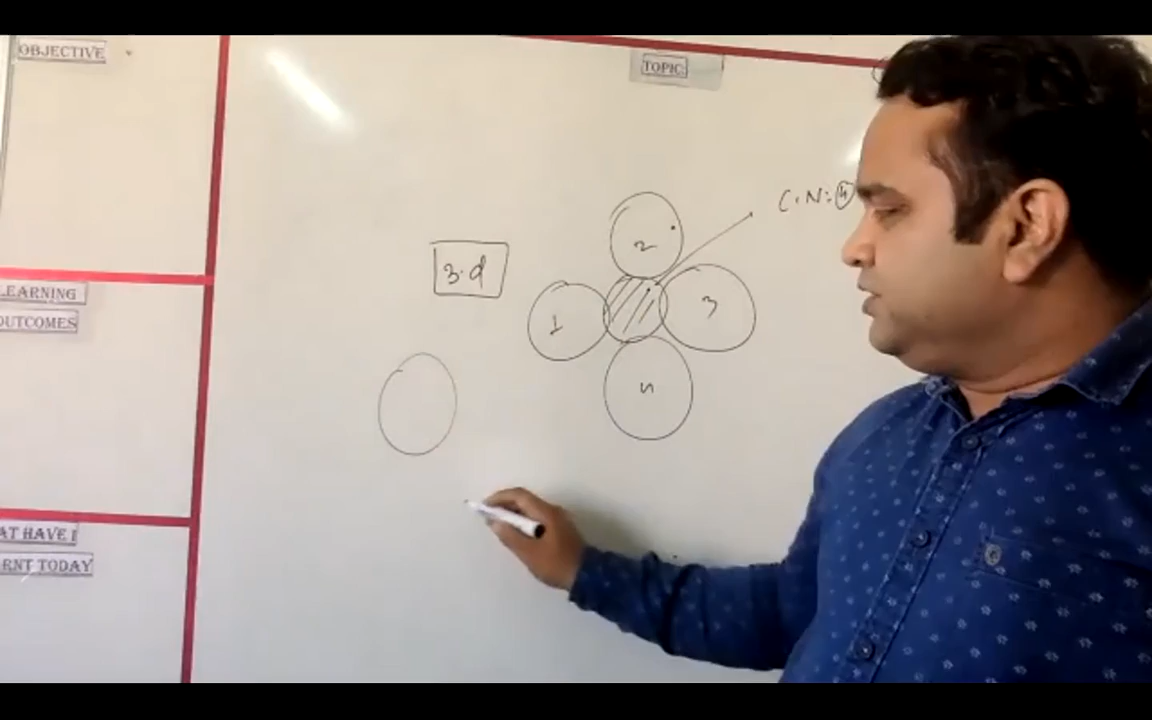 OBJECTIVE
TOPIC:
C.N:4
2
3.d
LEARNING
OUTCOMES
1
3
4
AT HAVE I
RNT TODAY